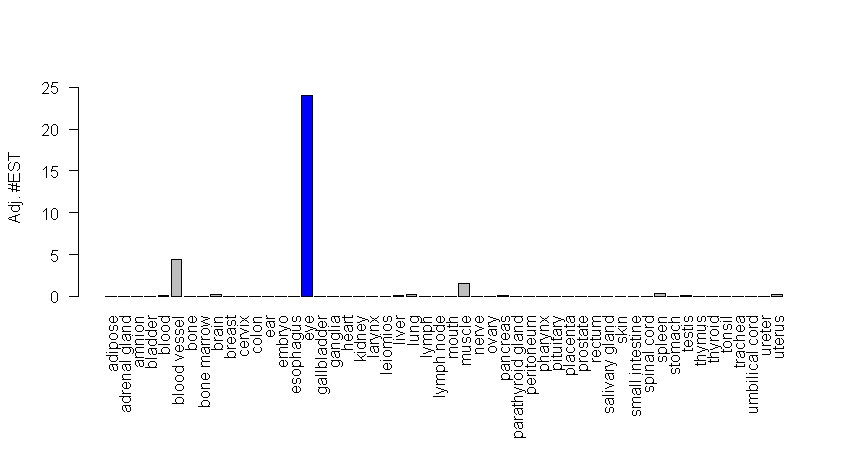 Adj. #EST
25
20
15
10
5
0
adipose
adrenal gland
amnion
bladder
blood
blood vessel
bone
bone marrow
brain
breast
cervix
colon
ear
embryo
esophagus
eye
gallbladder
ganglia
heart
kidney
larynx
leiomios
liver
lung
lymph
lymph node
mouth
muscle
nerve
ovary
pancreas
parathyroid gland
peritoneum
pharynx
pituitary
placenta
prostate
rectum
salivary gland
skin
small intestine
spinal cord
spleen
stomach
testis
thymus
thyroid
tonsil
trachea
umbilical cord
ureter
uterus